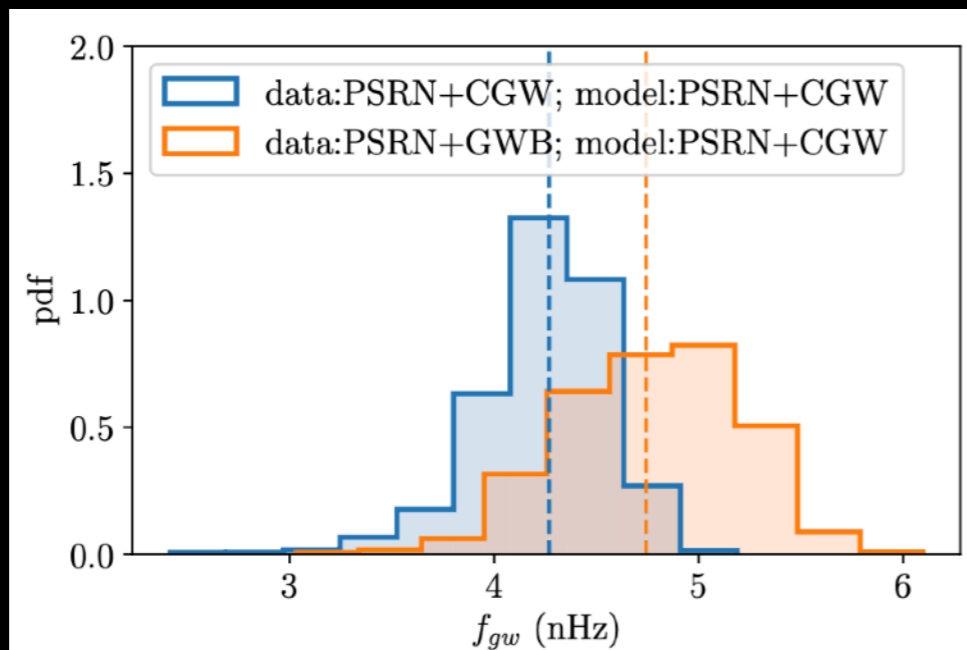 2.0
data:PSRN+CGW; model:PSRN+CGW
data:PSRN+GWB; model:PSRN+CGW
1.5
1.0
pdf
0.5
0.0
3 4 5 6
f_gw (nHz)